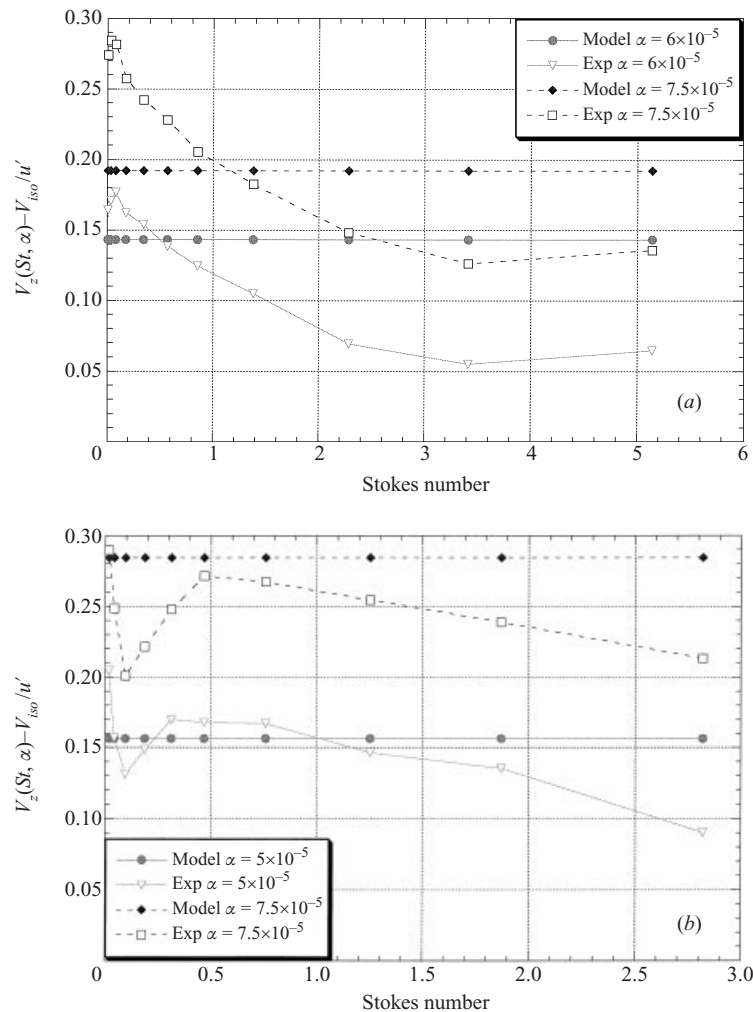 0.30
0.25
0.20
0.15
0.10
0.05
0
1
2
3
4
5
6
V_z(St, α)–V_iso/u′
Stokes number
Model α = 6×10⁻⁵
Exp α = 6×10⁻⁵
Model α = 7.5×10⁻⁵
Exp α = 7.5×10⁻⁵
(a)
0.30
0.25
0.20
0.15
0.10
0.05
0
0.5
1.0
1.5
2.0
2.5
3.0
V_z(St, α)–V_iso/u′
Stokes number
Model α = 5×10⁻⁵
Exp α = 5×10⁻⁵
Model α = 7.5×10⁻⁵
Exp α = 7.5×10⁻⁵
(b)